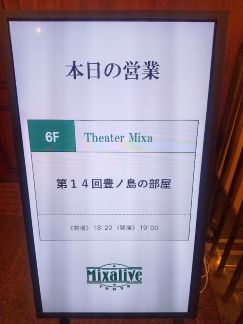 本日の営業
6F Theater Mixa
第14回豊ノ島の部屋
《開場》18:20 《開演》19:00
Mixalive
TOKYO